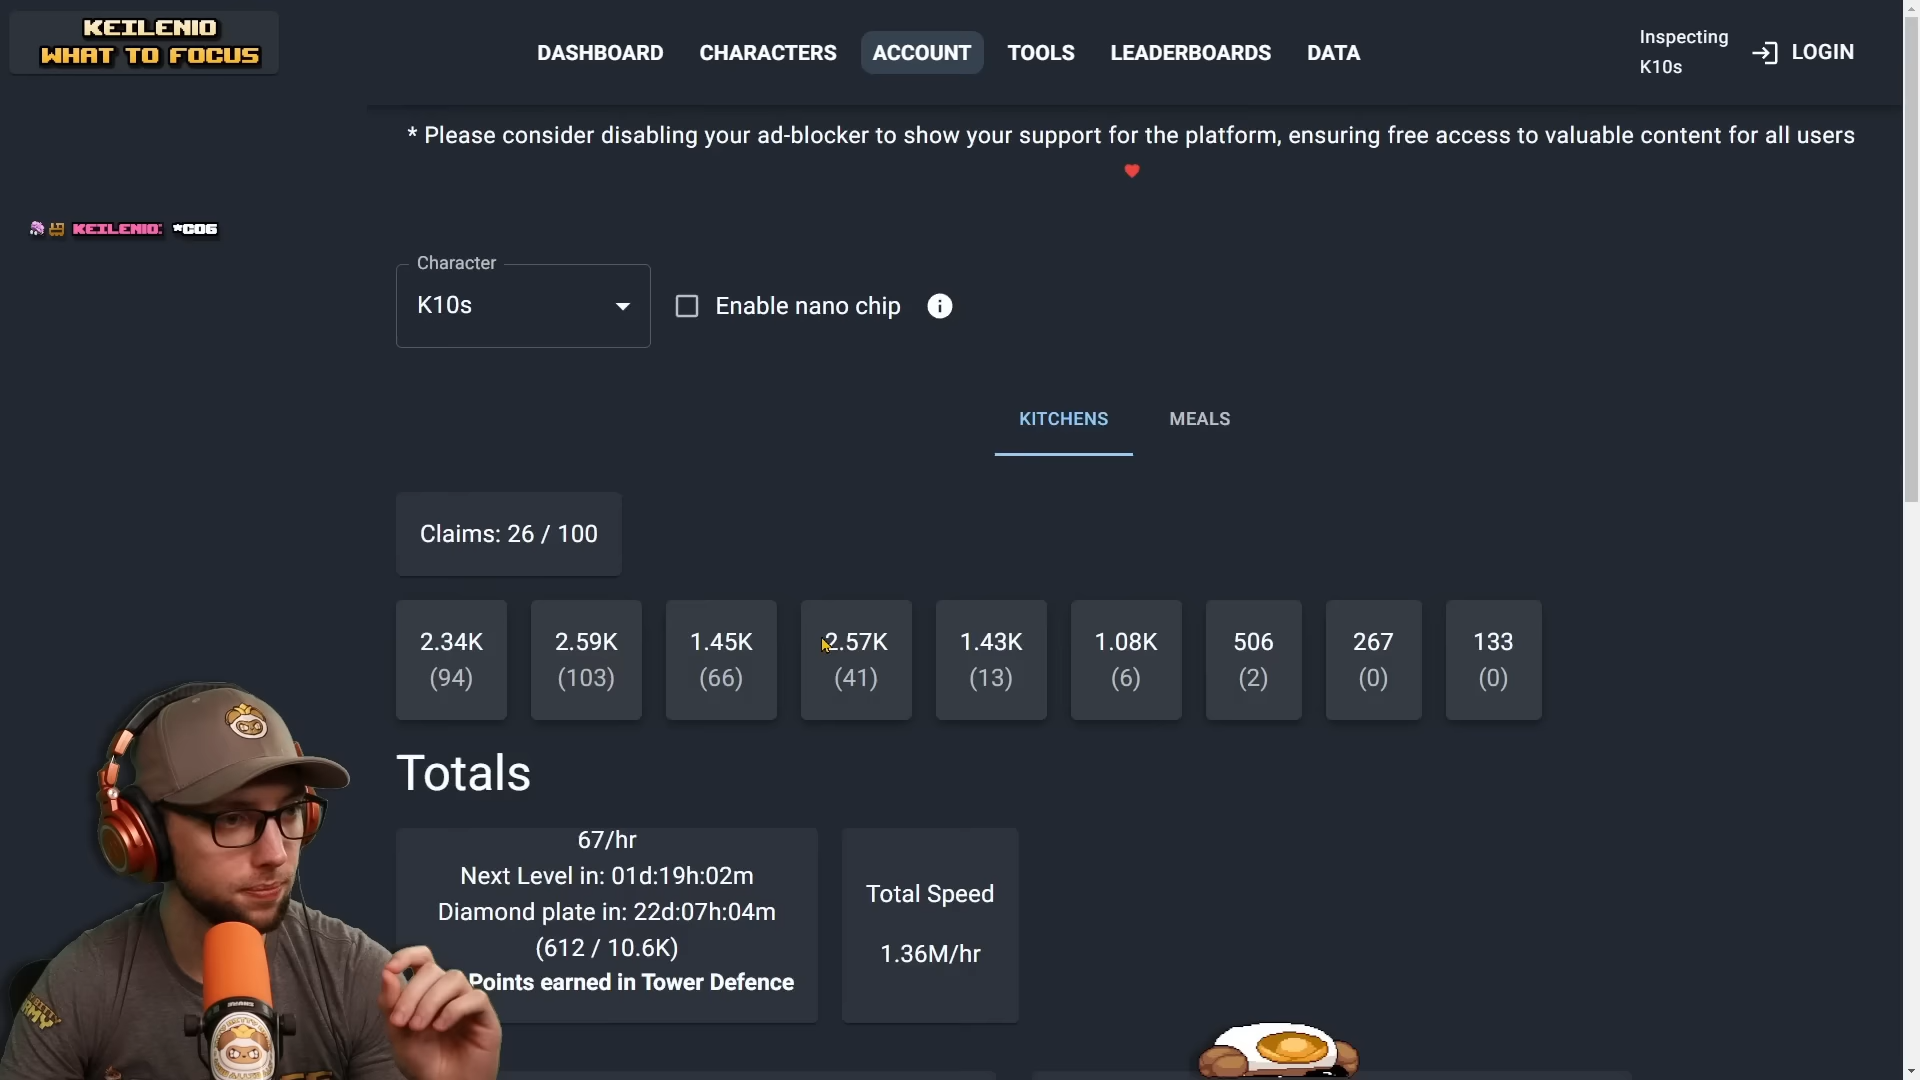 KEILENIO
WHAT TO FOCUS
DASHBOARD
CHARACTERS
ACCOUNT
TOOLS
LEADERBOARDS
DATA
Inspecting
K10s
LOGIN
* Please consider disabling your ad-blocker to show your support for the platform, ensuring free access to valuable content for all users
KEILENIO: *COG
Character
K10s
Enable nano chip
KITCHENS
MEALS
Claims: 26 / 100
2.34K
(94)
2.59K
(103)
1.45K
(66)
2.57K
(41)
1.43K
(13)
1.08K
(6)
506
(2)
267
(0)
133
(0)
Totals
67/hr
Next Level in: 01d:19h:02m
Diamond plate in: 22d:07h:04m
(612 / 10.6K)
Points earned in Tower Defence
Total Speed
1.36M/hr